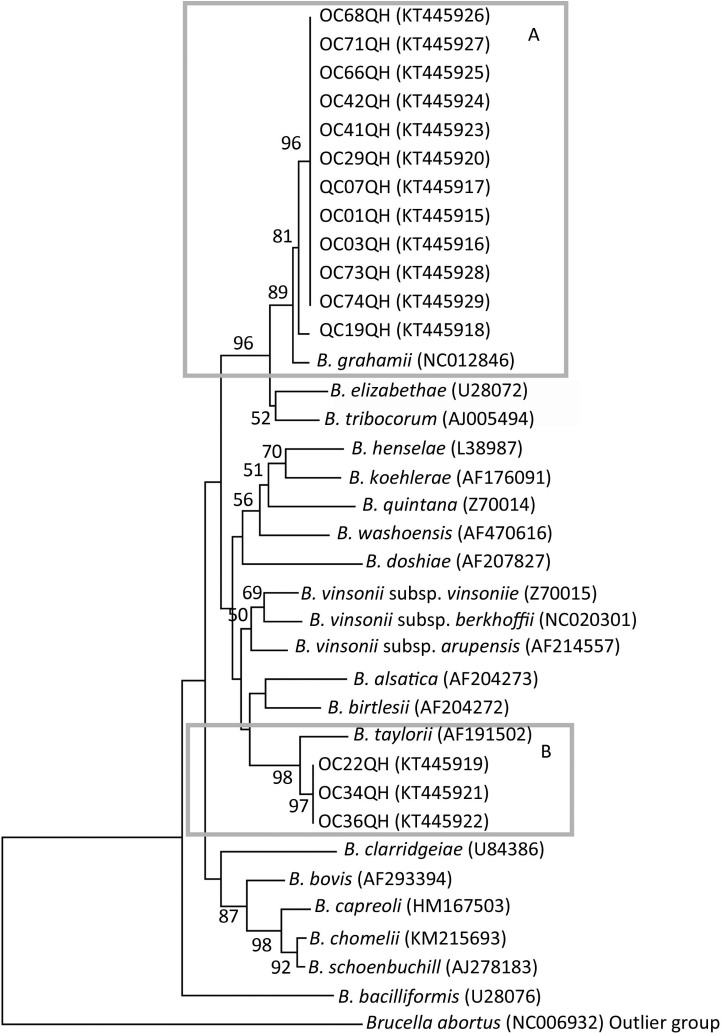 OC68QH (KT445926)
A
OC71QH (KT445927)
OC66QH (KT445925)
OC42QH (KT445924)
OC41QH (KT445923)
96
OC29QH (KT445920)
QC07QH (KT445917)
OC01QH (KT445915)
81
OC03QH (KT445916)
OC73QH (KT445928)
89
OC74QH (KT445929)
QC19QH (KT445918)
96
B. grahamii (NC012846)
B. elizabethae (U28072)
52
B. tribocorum (AJ005494)
70
B. henselae (L38987)
51
B. koehlerae (AF176091)
56
B. quintana (Z70014)
B. washoensis (AF470616)
B. doshiae (AF207827)
69
B. vinsonii subsp. vinsoniie (Z70015)
50
B. vinsonii subsp. berkhoffii (NC020301)
B. vinsonii subsp. arupensis (AF214557)
B. alsatica (AF204273)
B. birtlesii (AF204272)
B. taylorii (AF191502)
B
98
OC22QH (KT445919)
97
OC34QH (KT445921)
OC36QH (KT445922)
B. clarridgeiae (U84386)
B. bovis (AF293394)
87
B. capreoli (HM167503)
98
B. chomelii (KM215693)
92
B. schoenbuchill (AJ278183)
B. bacilliformis (U28076)
Brucella abortus (NC006932) Outlier group